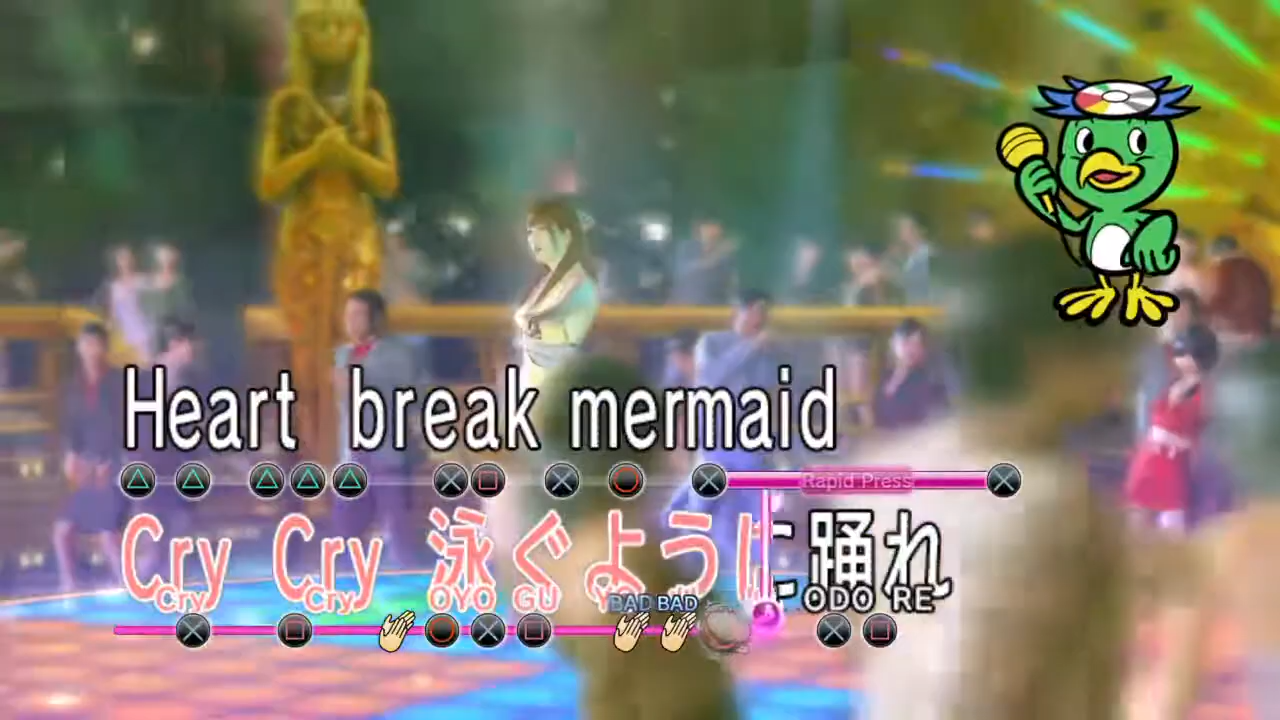 Heart break mermaid
Rapid Press
Cry Cry 泳ぐように踊れ
Cry Cry OYO GU YO ODO RE
BAD BAD